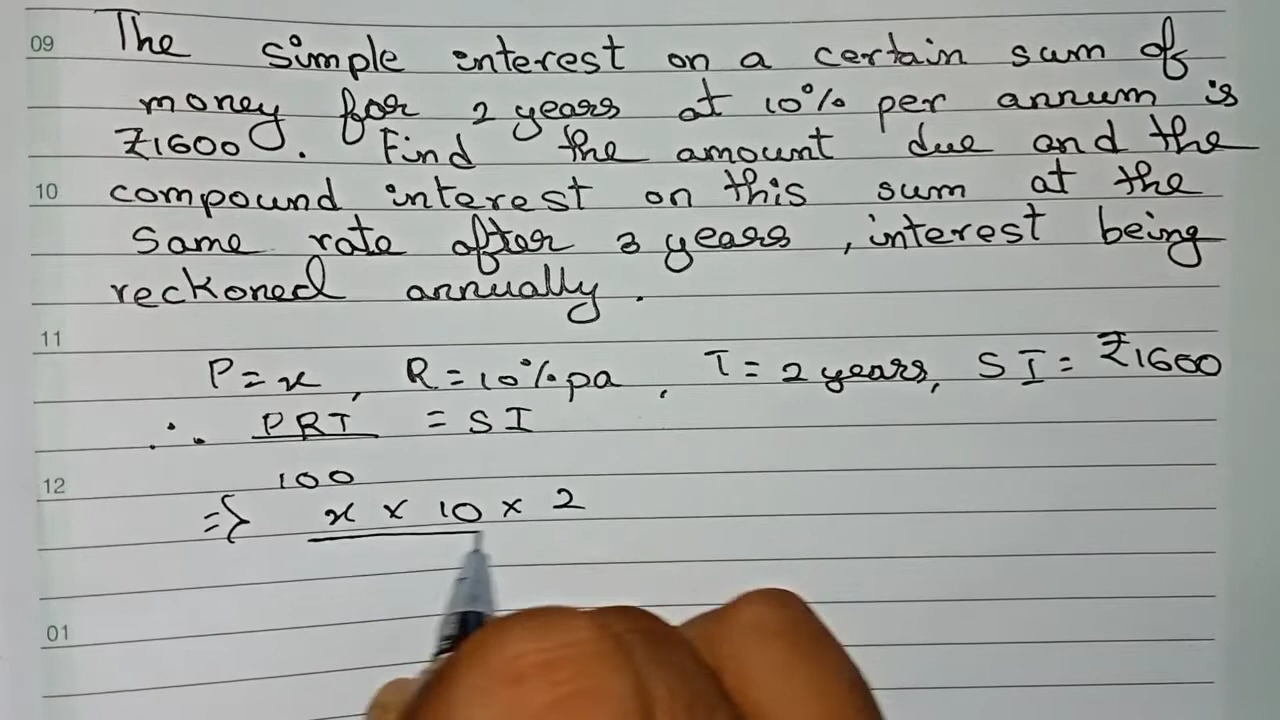 09 The simple interest on a certain sum of
money for 2 years at 10% per annum is
₹1600. Find the amount due and the
10 compound interest on this sum at the
same rate after 3 years, interest being
reckoned annually.
11
P = x, R = 10% pa, T = 2 years, SI = ₹1600
∴ PRT = SI
100
12
=> x × 10 × 2
01